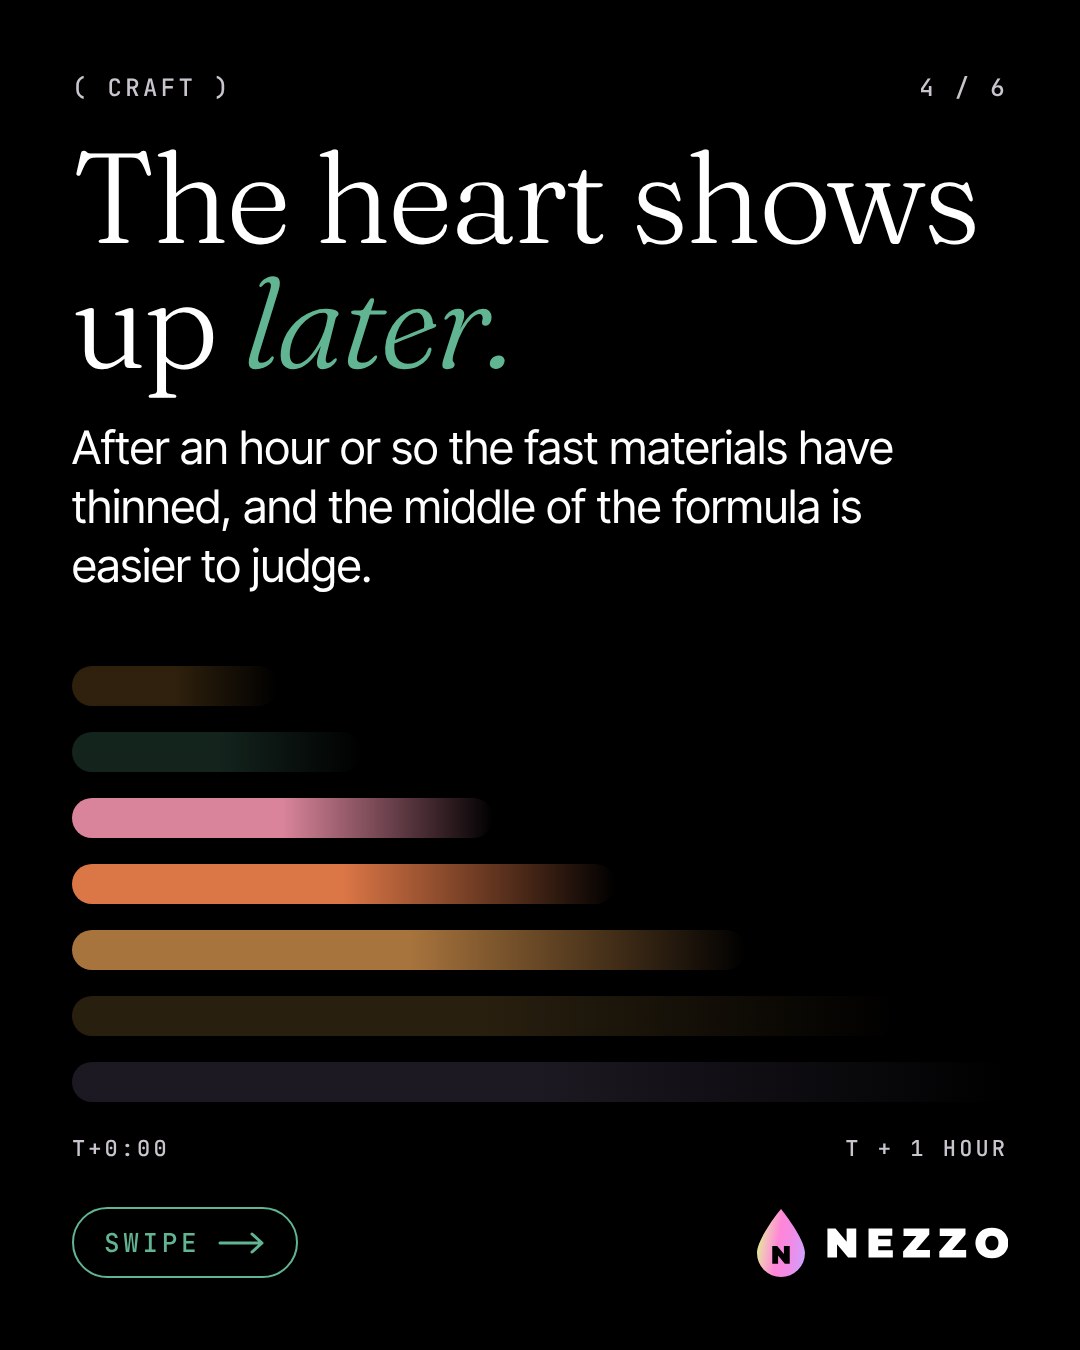 ( CRAFT )
4 / 6
The heart shows
up later.
After an hour or so the fast materials have
thinned, and the middle of the formula is
easier to judge.
T+0:00
T + 1 HOUR
SWIPE
N
NEZZO